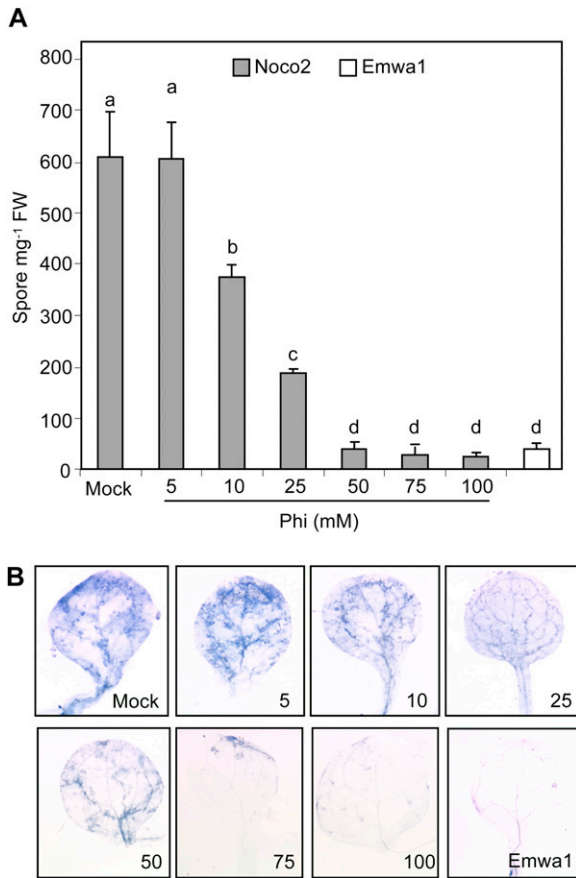 A
800
700
600
500
400
300
200
100
0
Spore mg⁻¹ FW
Noco2 Emwa1
a a b c d d d d
Mock 5 10 25 50 75 100
Phi (mM)
B
Mock 5 10 25
50 75 100 Emwa1